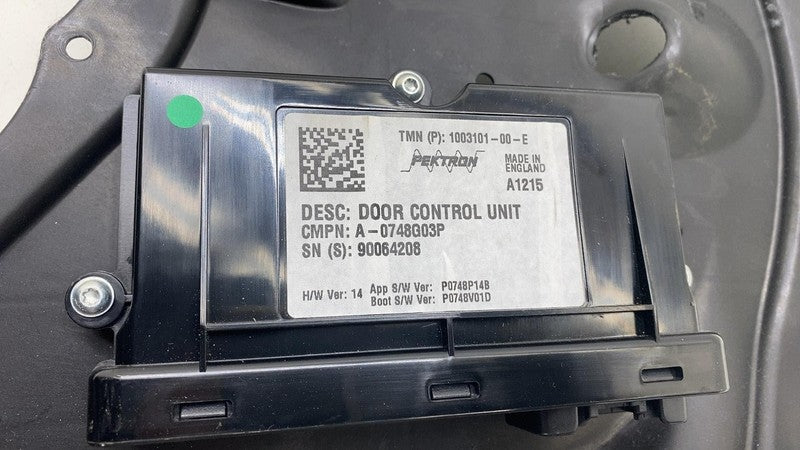 TMN (P): 1003101-00-E
PEKTRON
MADE IN
ENGLAND
A1215
DESC: DOOR CONTROL UNIT
CMPN: A-0748G03P
SN (S): 90064208
H/W Ver: 14 App S/W Ver: P0748P14B
Boot S/W Ver: P0748V01D